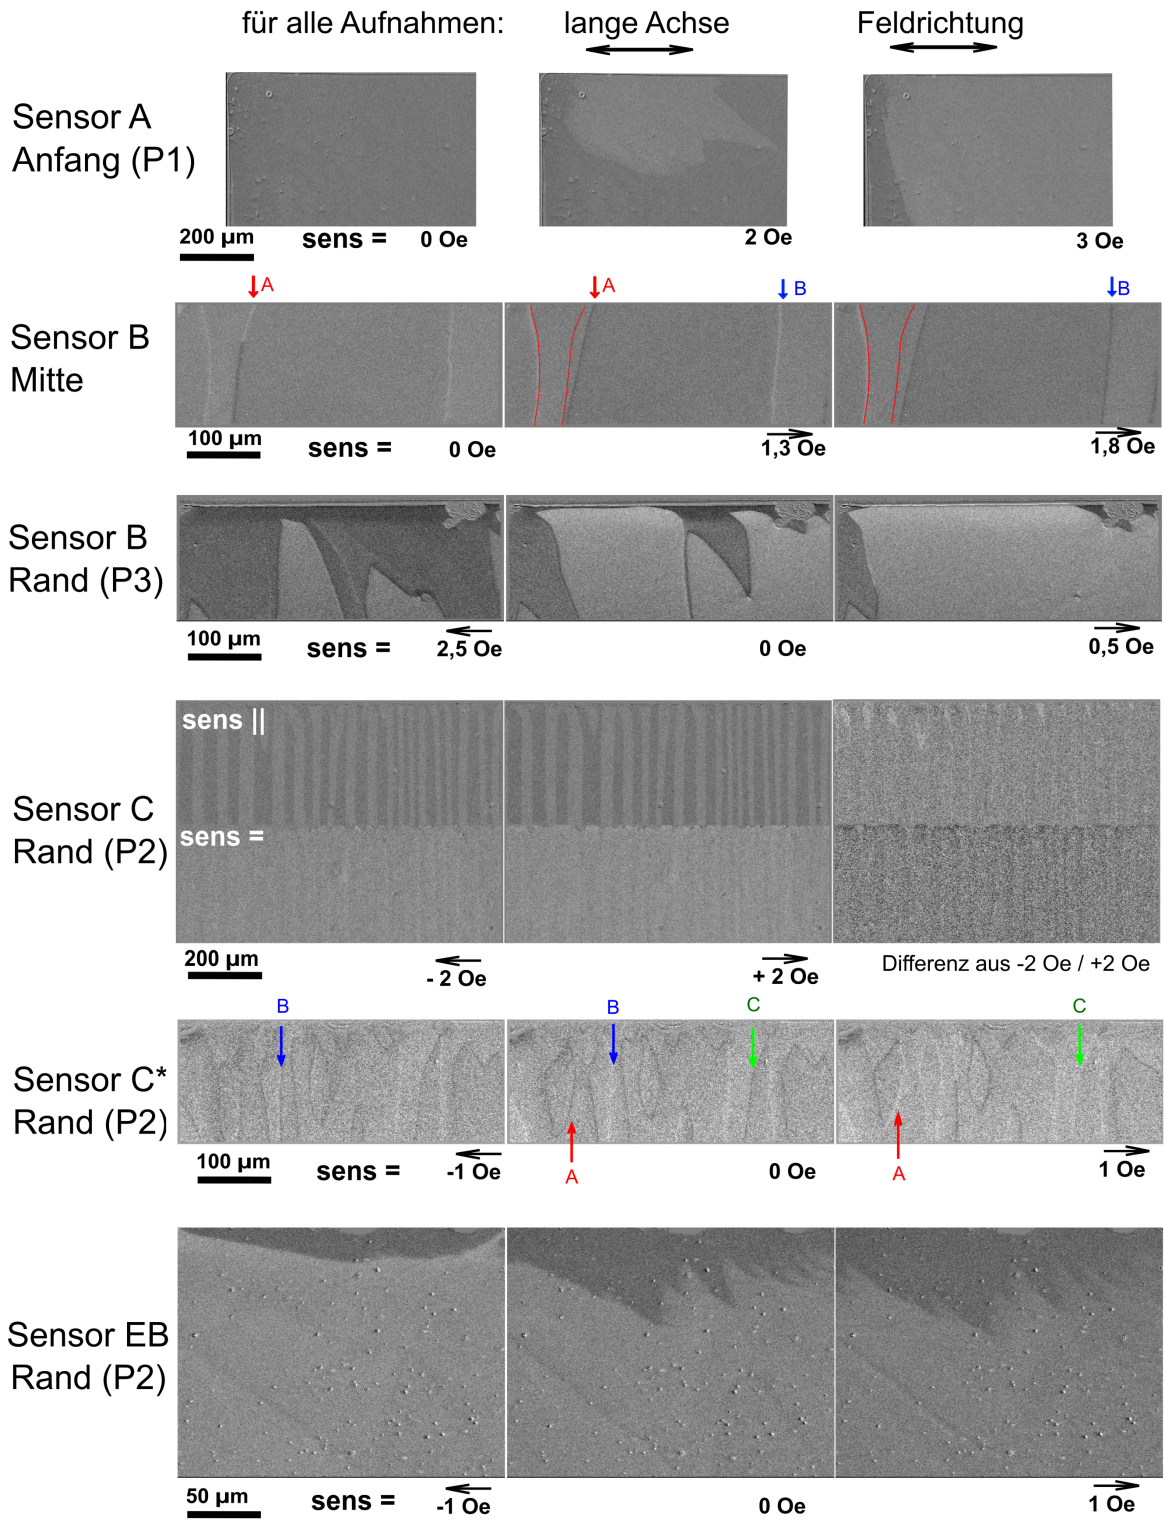 für alle Aufnahmen: lange Achse Feldrichtung
Sensor A
Anfang (P1)
200 µm sens = 0 Oe 2 Oe 3 Oe
A A B B
Sensor B
Mitte
100 µm sens = 0 Oe 1,3 Oe 1,8 Oe
Sensor B
Rand (P3)
100 µm sens = 2,5 Oe 0 Oe 0,5 Oe
sens ||
Sensor C
Rand (P2)
sens =
200 µm - 2 Oe + 2 Oe Differenz aus -2 Oe / +2 Oe
B B C C
Sensor C*
Rand (P2)
100 µm sens = -1 Oe A 0 Oe A 1 Oe
Sensor EB
Rand (P2)
50 µm sens = -1 Oe 0 Oe 1 Oe